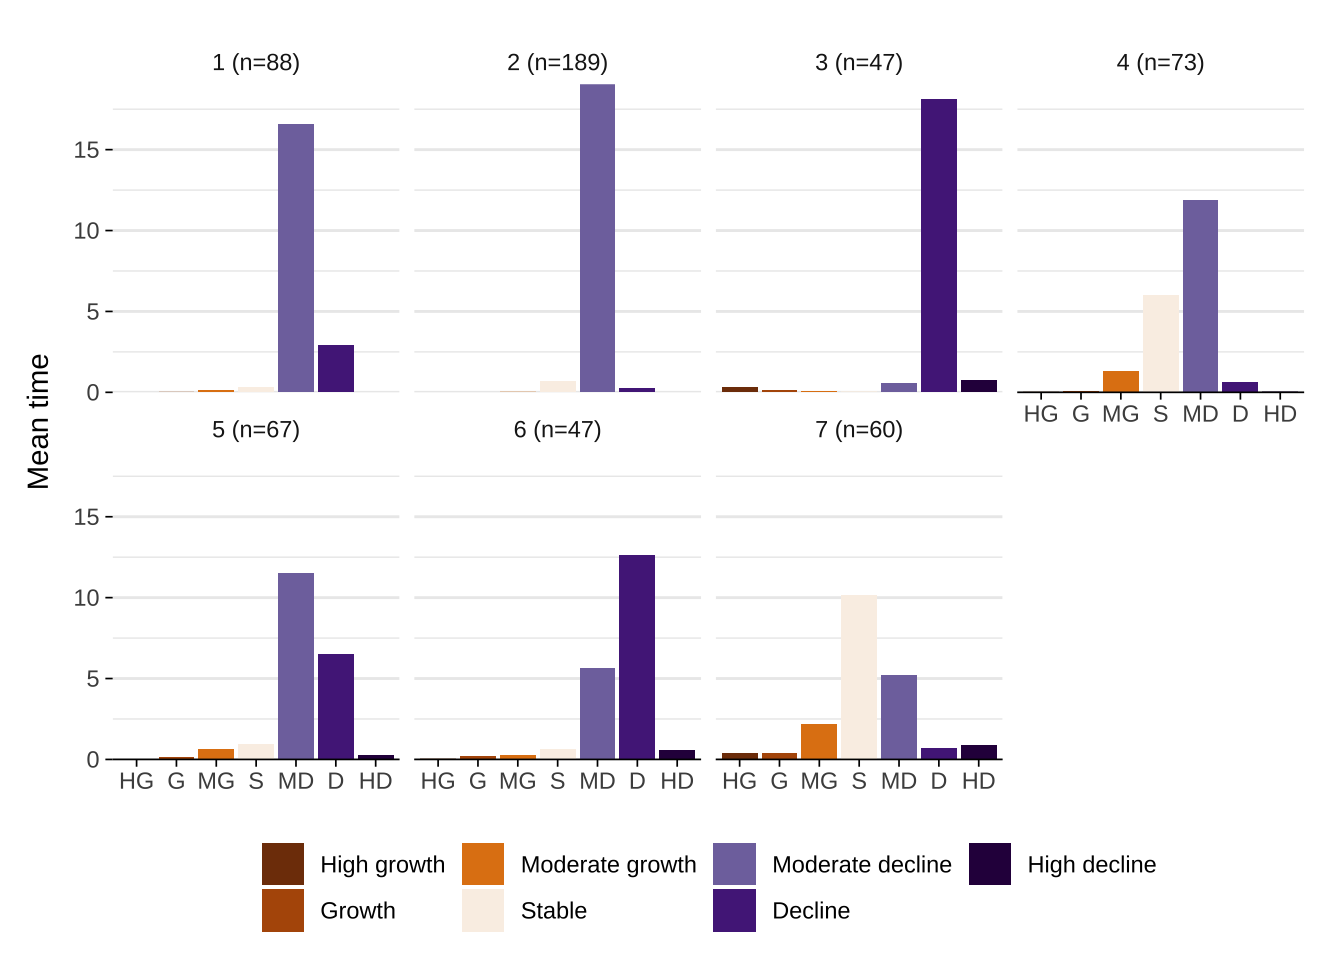 1 (n=88) 2 (n=189) 3 (n=47) 4 (n=73)
15
10
5
0
HG G MG S MD D HD
Mean time
5 (n=67) 6 (n=47) 7 (n=60)
15
10
5
0
HG G MG S MD D HD HG G MG S MD D HD HG G MG S MD D HD
High growth Moderate growth Moderate decline High decline
Growth Stable Decline